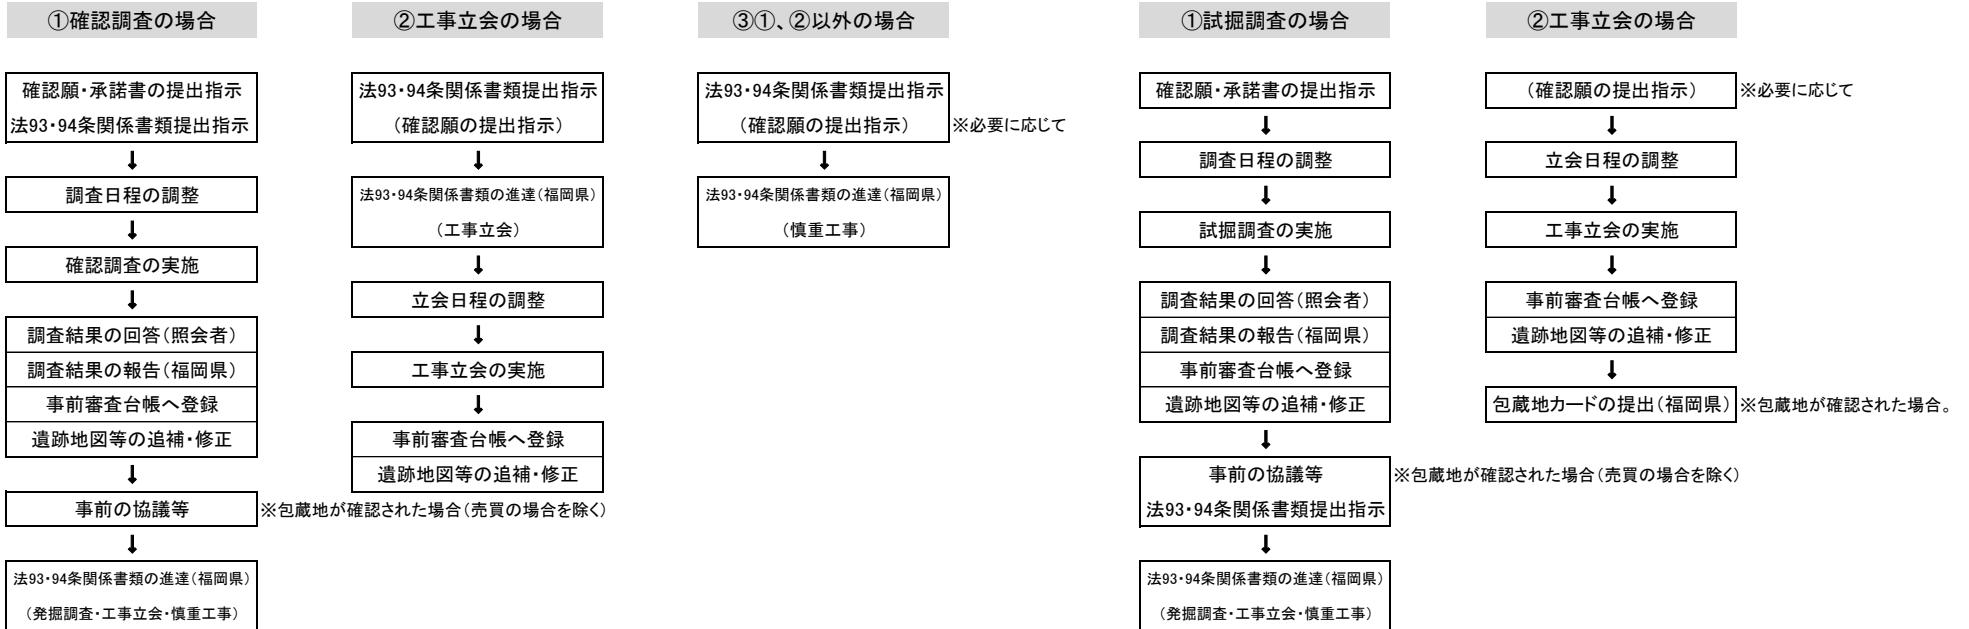 ①確認調査の場合
確認願・承諾書の提出指示
法93・94条関係書類提出指示
↓
調査日程の調整
↓
確認調査の実施
↓
調査結果の回答(照会者)
調査結果の報告(福岡県)
事前審査台帳へ登録
遺跡地図等の追補・修正
↓
事前の協議等 ※包蔵地が確認された場合(売買の場合を除く)
↓
法93・94条関係書類の進達(福岡県)
(発掘調査・工事立会・慎重工事)
②工事立会の場合
法93・94条関係書類提出指示
(確認願の提出指示)
↓
法93・94条関係書類の進達(福岡県)
(工事立会)
↓
立会日程の調整
↓
工事立会の実施
↓
事前審査台帳へ登録
遺跡地図等の追補・修正
③①、②以外の場合
法93・94条関係書類提出指示
(確認願の提出指示) ※必要に応じて
↓
法93・94条関係書類の進達(福岡県)
(慎重工事)
①試掘調査の場合
確認願・承諾書の提出指示
↓
調査日程の調整
↓
試掘調査の実施
↓
調査結果の回答(照会者)
調査結果の報告(福岡県)
事前審査台帳へ登録
遺跡地図等の追補・修正
↓
事前の協議等 ※包蔵地が確認された場合(売買の場合を除く)
法93・94条関係書類提出指示
↓
法93・94条関係書類の進達(福岡県)
(発掘調査・工事立会・慎重工事)
②工事立会の場合
(確認願の提出指示) ※必要に応じて
↓
立会日程の調整
↓
工事立会の実施
↓
事前審査台帳へ登録
遺跡地図等の追補・修正
↓
包蔵地カードの提出(福岡県) ※包蔵地が確認された場合。